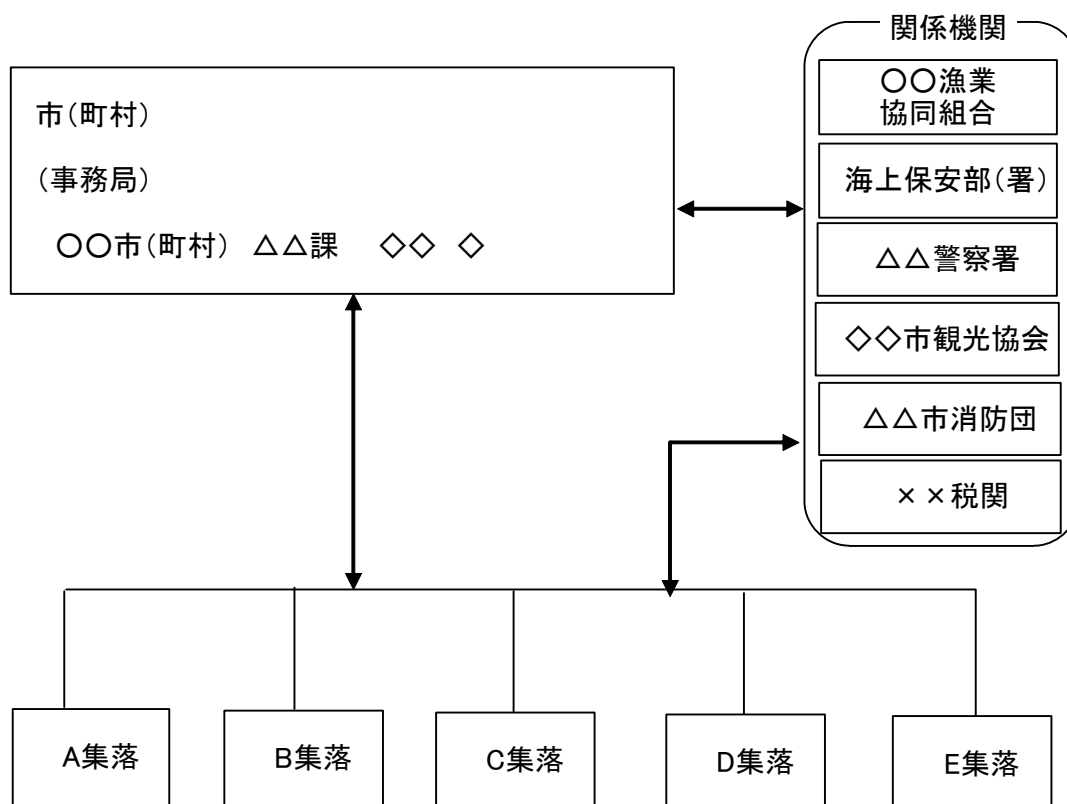 関係機関
市(町村)
(事務局)
〇〇市(町村) △△課 ◇◇ ◇
〇〇漁業
協同組合
海上保安部(署)
△△警察署
◇◇市観光協会
△△市消防団
××税関
A集落
B集落
C集落
D集落
E集落